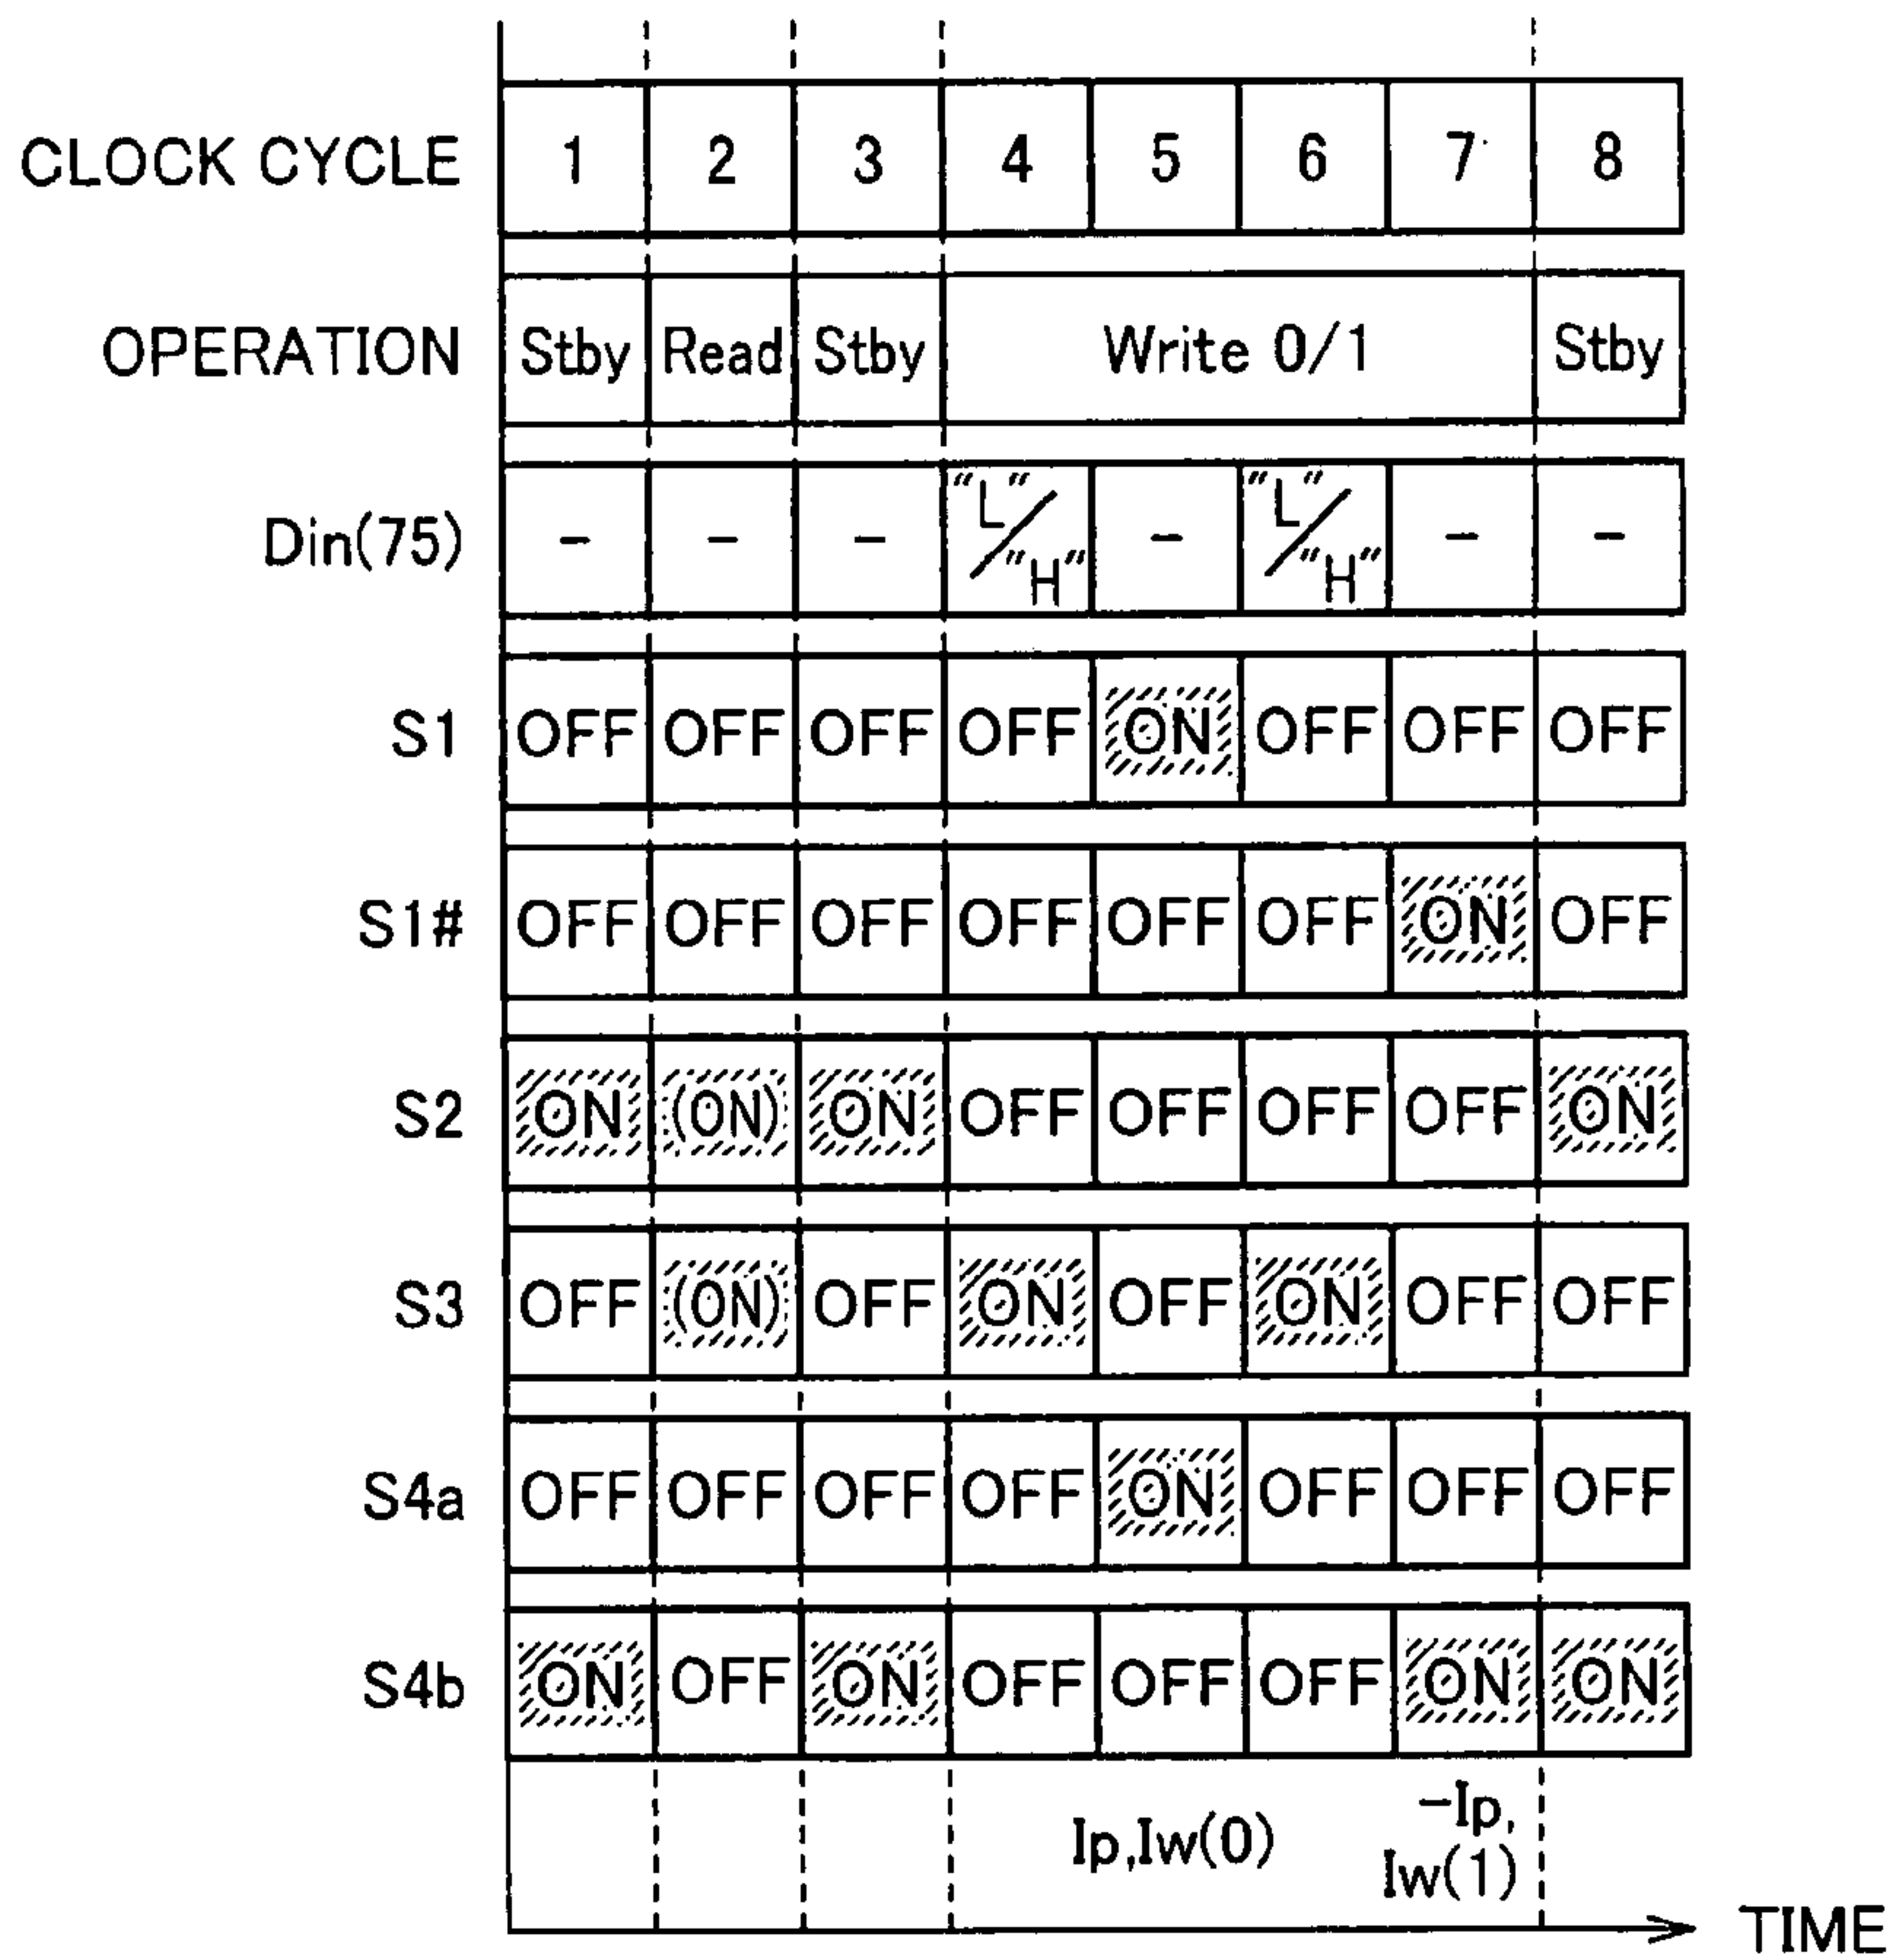 CLOCK CYCLE 1 2 3 4 5 6 7 8
OPERATION Stby Read Stby Write 0/1 Stby
Din(75) - - - "L"/"H" - "L"/"H" - -
S1 OFF OFF OFF OFF ON OFF OFF OFF
S1# OFF OFF OFF OFF OFF OFF ON OFF
S2 ON (ON) ON OFF OFF OFF OFF ON
S3 OFF (ON) OFF ON OFF ON OFF OFF
S4a OFF OFF OFF OFF ON OFF OFF OFF
S4b ON OFF ON OFF OFF OFF ON ON
Ip,Iw(0)
-Ip,
Iw(1)
TIME